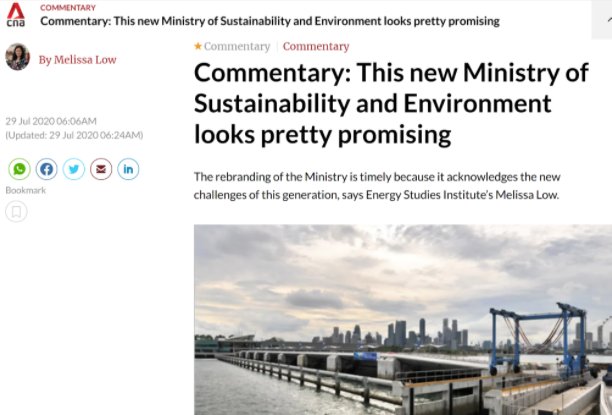 cna
COMMENTARY
Commentary: This new Ministry of Sustainability and Environment looks pretty promising
By Melissa Low
29 Jul 2020 06:06AM
(Updated: 29 Jul 2020 06:24AM)
Bookmark
Commentary Commentary
Commentary: This new Ministry of
Sustainability and Environment
looks pretty promising
The rebranding of the Ministry is timely because it acknowledges the new
challenges of this generation, says Energy Studies Institute's Melissa Low.